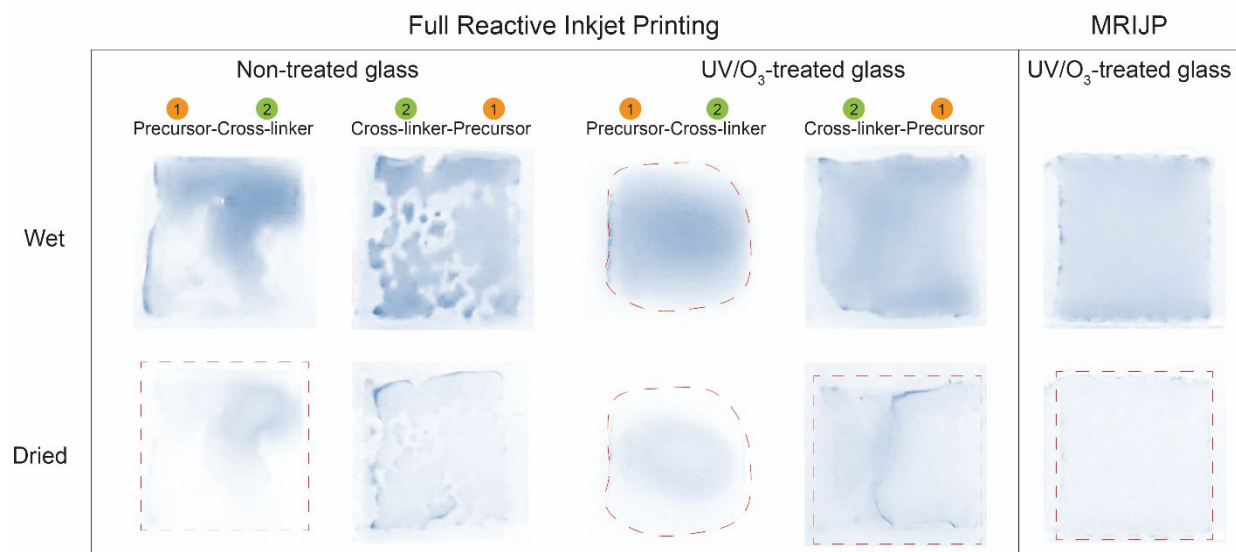 Full Reactive Inkjet Printing
MRIJP
Non-treated glass
UV/O₃-treated glass
UV/O₃-treated glass
1 2
Precursor-Cross-linker
2 1
Cross-linker-Precursor
1 2
Precursor-Cross-linker
2 1
Cross-linker-Precursor
Wet
Dried